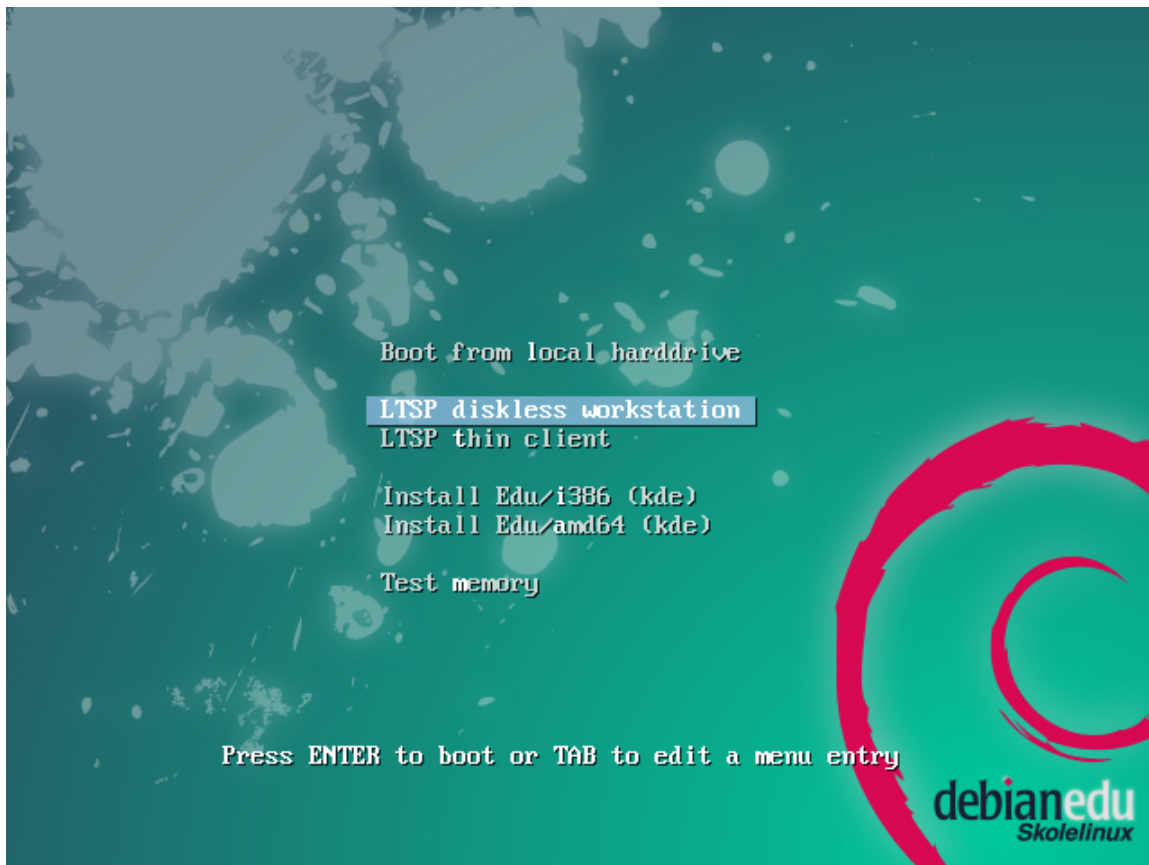 Boot from local harddrive
LTSP diskless workstation
LTSP thin client
Install Edu/i386 (kde)
Install Edu/amd64 (kde)
Test memory
Press ENTER to boot or TAB to edit a menu entry
debianedu
Skolelinux